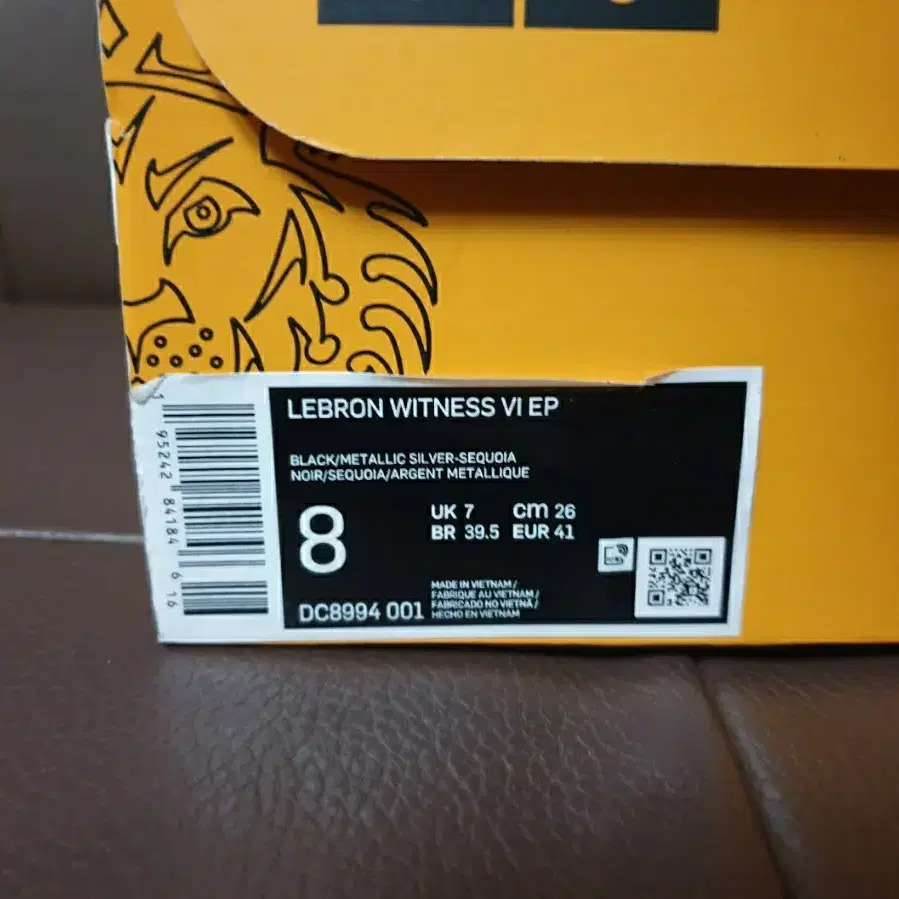 LEBRON WITNESS VI EP
BLACK/METALLIC SILVER-SEQUOIA
NOIR/SEQUOIA/ARGENT METALLIQUE
8
UK 7 cm 26
BR 39.5 EUR 41
MADE IN VIETNAM /
FABRIQUE AU VIETNAM /
FABRICADO NO VIETNÃ /
HECHO EN VIETNAM
DC8994 001
1 95242 84184 6 16